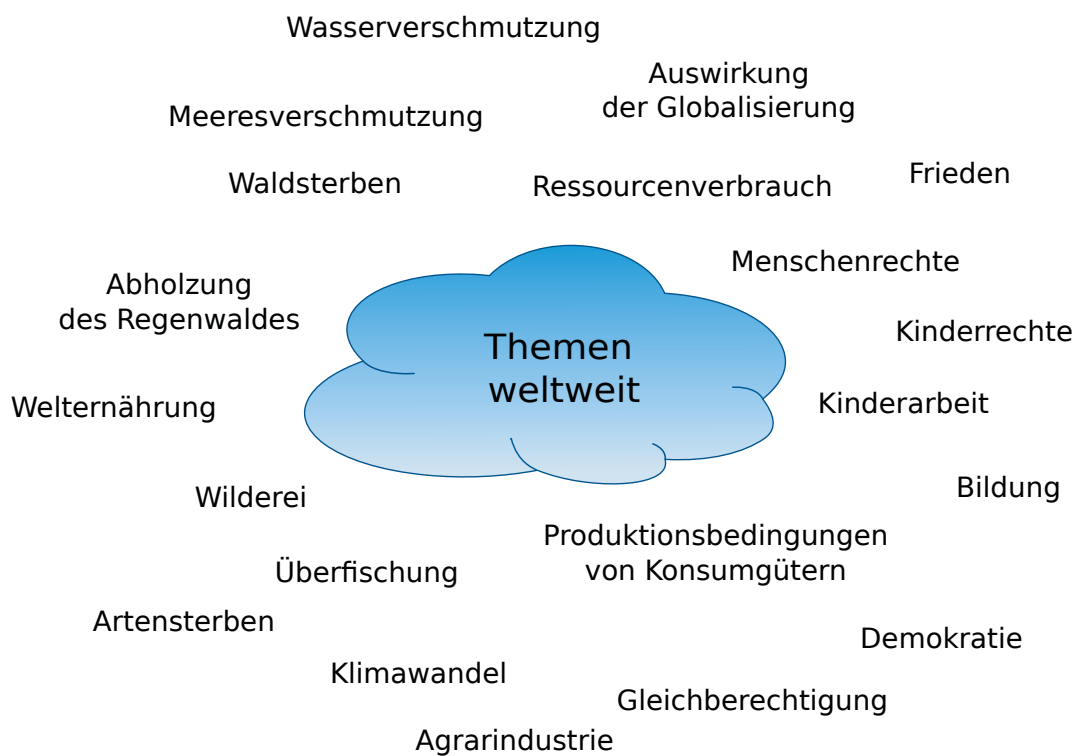 Wasserverschmutzung
Auswirkung
der Globalisierung
Meeresverschmutzung
Waldsterben
Ressourcenverbrauch
Frieden
Menschenrechte
Abholzung
des Regenwaldes
Kinderrechte
Themen
weltweit
Welternährung
Kinderarbeit
Wilderei
Bildung
Produktionsbedingungen
von Konsumgütern
Überfischung
Artensterben
Demokratie
Klimawandel
Gleichberechtigung
Agrarindustrie